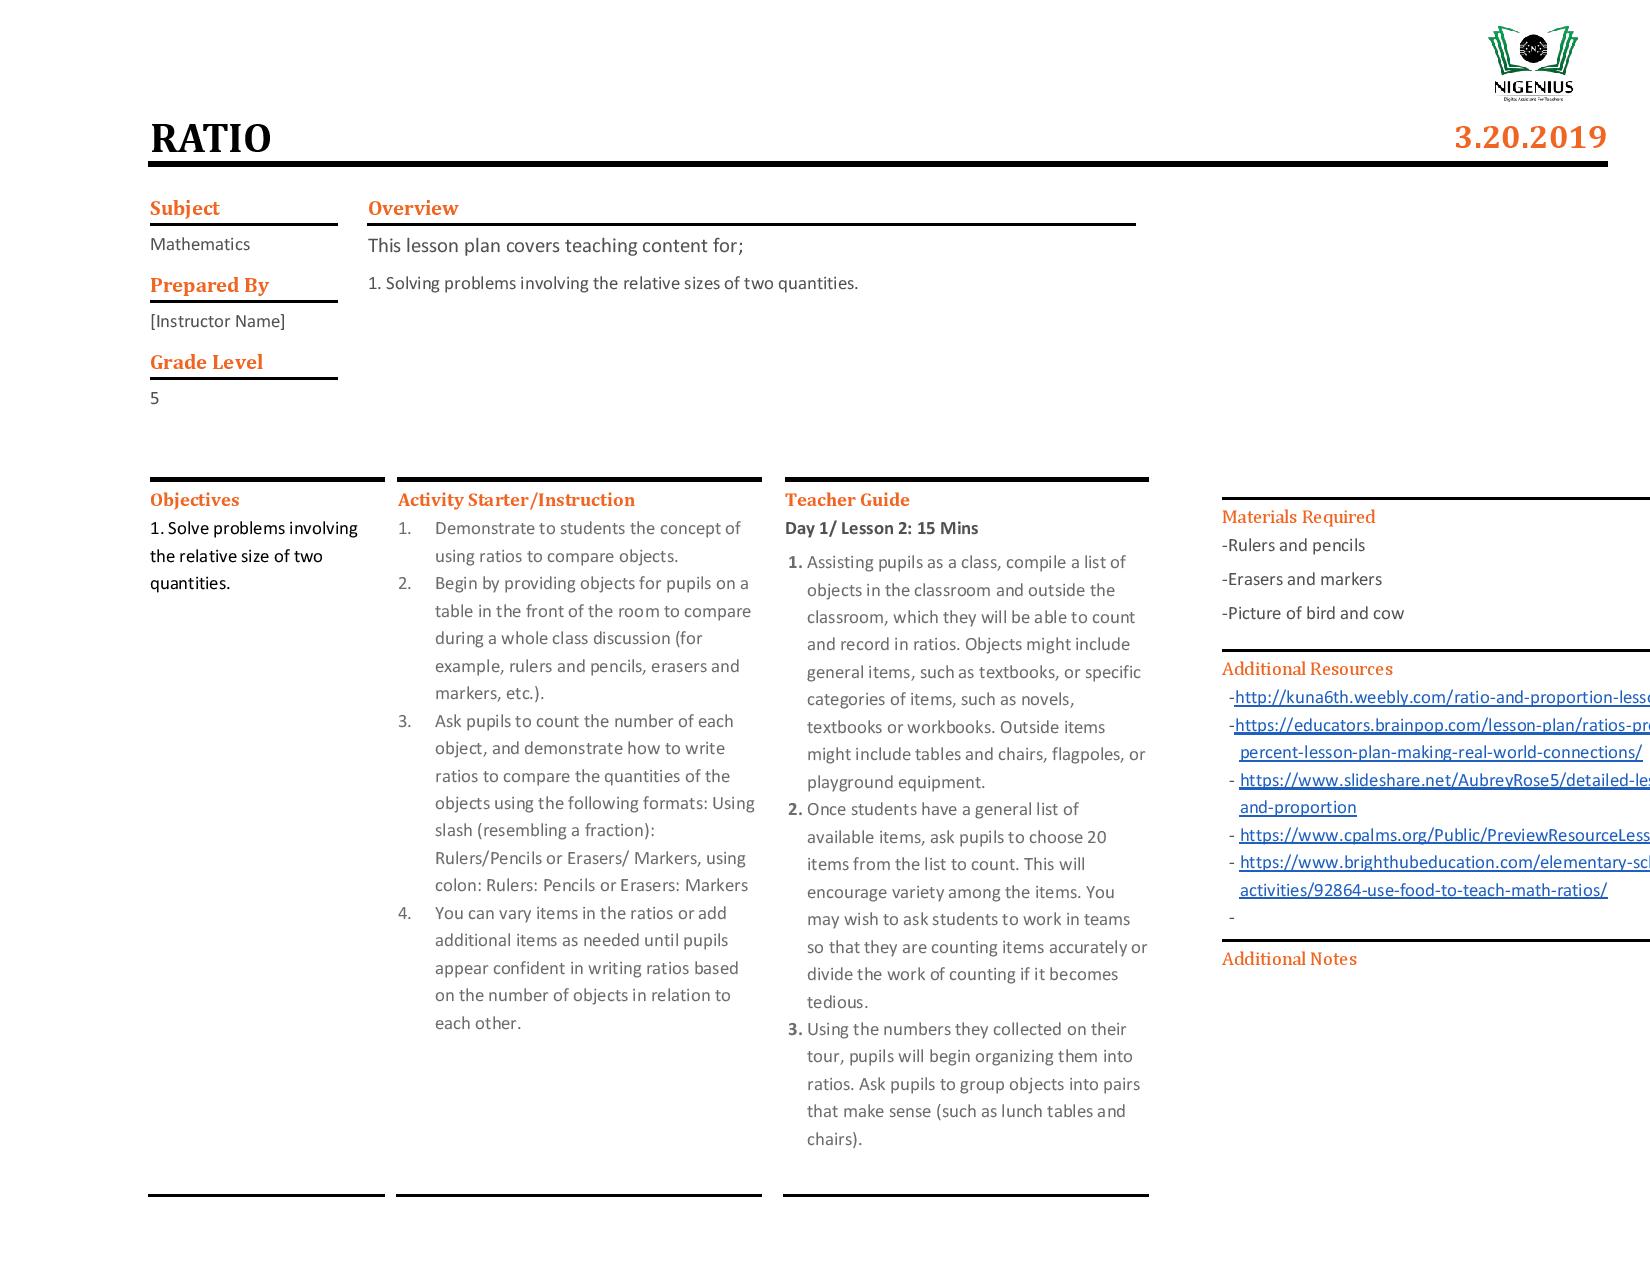 NIGENIUS
Digital Assistant For Teachers
RATIO
3.20.2019
Subject
Mathematics
Prepared By
[Instructor Name]
Grade Level
5
Overview
This lesson plan covers teaching content for;
1. Solving problems involving the relative sizes of two quantities.
Objectives
1. Solve problems involving
the relative size of two
quantities.
Activity Starter/Instruction
1. Demonstrate to students the concept of
using ratios to compare objects.
2. Begin by providing objects for pupils on a
table in the front of the room to compare
during a whole class discussion (for
example, rulers and pencils, erasers and
markers, etc.).
3. Ask pupils to count the number of each
object, and demonstrate how to write
ratios to compare the quantities of the
objects using the following formats: Using
slash (resembling a fraction):
Rulers/Pencils or Erasers/ Markers, using
colon: Rulers: Pencils or Erasers: Markers
4. You can vary items in the ratios or add
additional items as needed until pupils
appear confident in writing ratios based
on the number of objects in relation to
each other.
Teacher Guide
Day 1/ Lesson 2: 15 Mins
1. Assisting pupils as a class, compile a list of
objects in the classroom and outside the
classroom, which they will be able to count
and record in ratios. Objects might include
general items, such as textbooks, or specific
categories of items, such as novels,
textbooks or workbooks. Outside items
might include tables and chairs, flagpoles, or
playground equipment.
2. Once students have a general list of
available items, ask pupils to choose 20
items from the list to count. This will
encourage variety among the items. You
may wish to ask students to work in teams
so that they are counting items accurately or
divide the work of counting if it becomes
tedious.
3. Using the numbers they collected on their
tour, pupils will begin organizing them into
ratios. Ask pupils to group objects into pairs
that make sense (such as lunch tables and
chairs).
Materials Required
-Rulers and pencils
-Erasers and markers
-Picture of bird and cow
Additional Resources
-http://kuna6th.weebly.com/ratio-and-proportion-less
-https://educators.brainpop.com/lesson-plan/ratios-pr
percent-lesson-plan-making-real-world-connections/
- https://www.slideshare.net/AubreyRose5/detailed-le
and-proportion
- https://www.cpalms.org/Public/PreviewResourceLess
- https://www.brighthubeducation.com/elementary-sc
activities/92864-use-food-to-teach-math-ratios/
-
Additional Notes